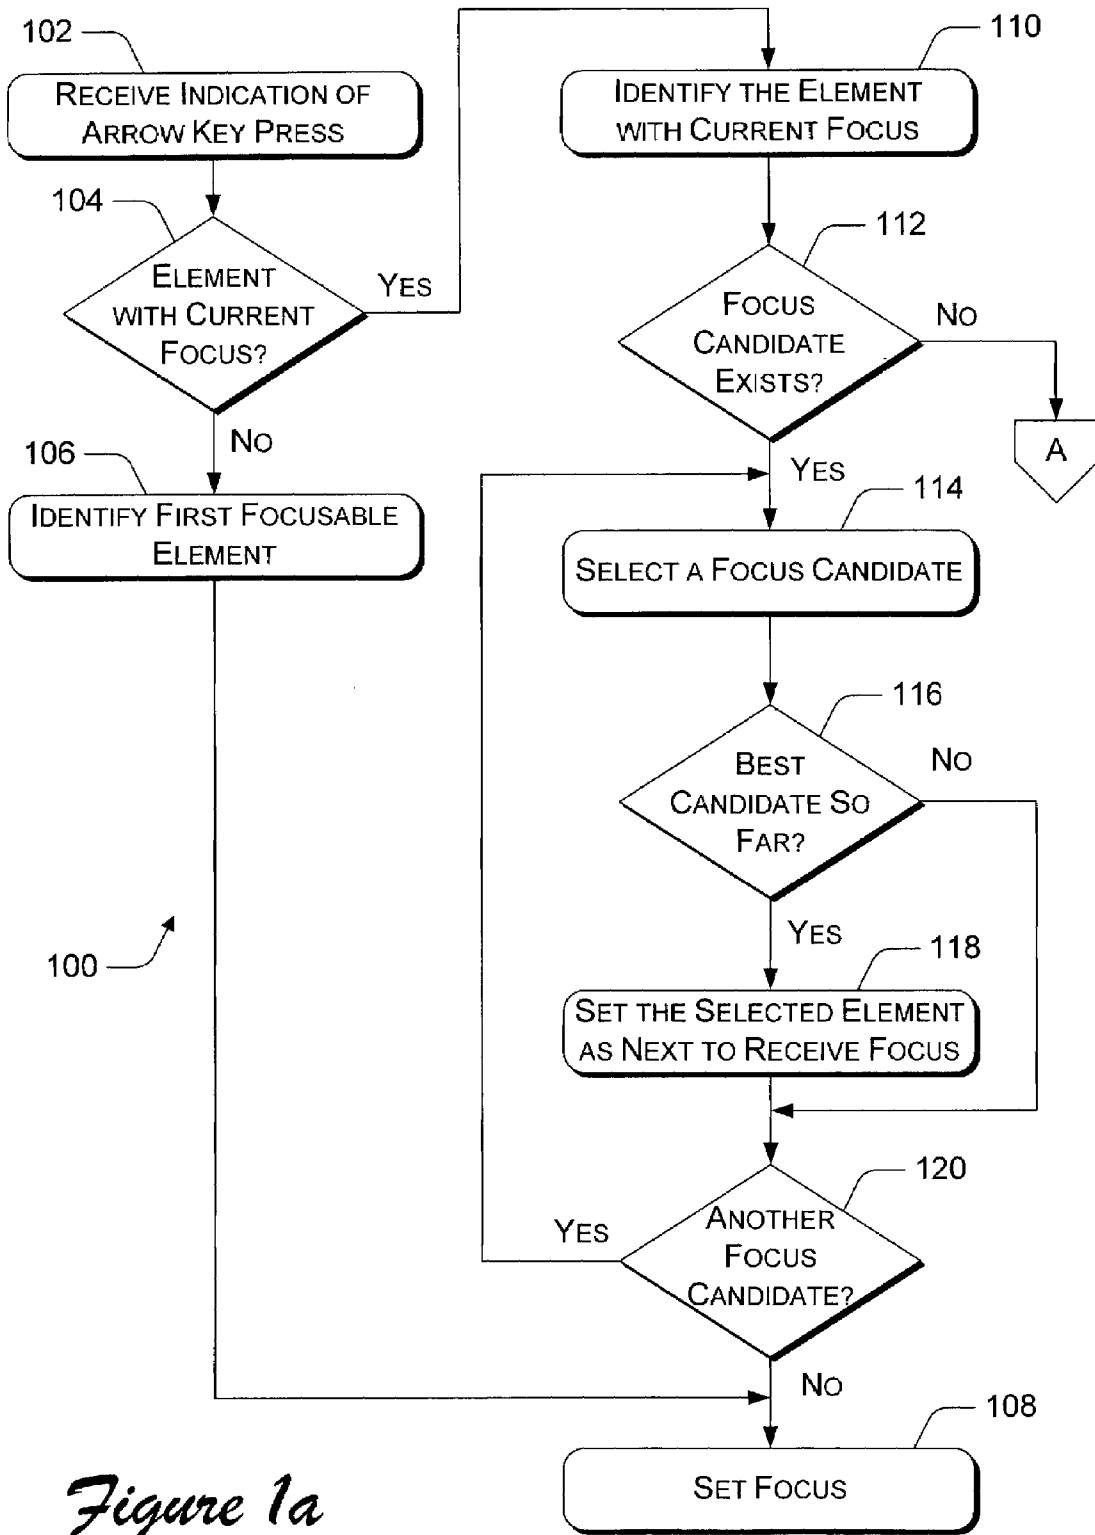 102
RECEIVE INDICATION OF
ARROW KEY PRESS
104
ELEMENT
WITH CURRENT
FOCUS?
YES
NO
106
IDENTIFY FIRST FOCUSABLE
ELEMENT
100
110
IDENTIFY THE ELEMENT
WITH CURRENT FOCUS
112
FOCUS
CANDIDATE
EXISTS?
NO
A
YES
114
SELECT A FOCUS CANDIDATE
116
BEST
CANDIDATE SO
FAR?
NO
YES
118
SET THE SELECTED ELEMENT
AS NEXT TO RECEIVE FOCUS
120
ANOTHER
FOCUS
CANDIDATE?
YES
NO
108
SET FOCUS
Figure 1a